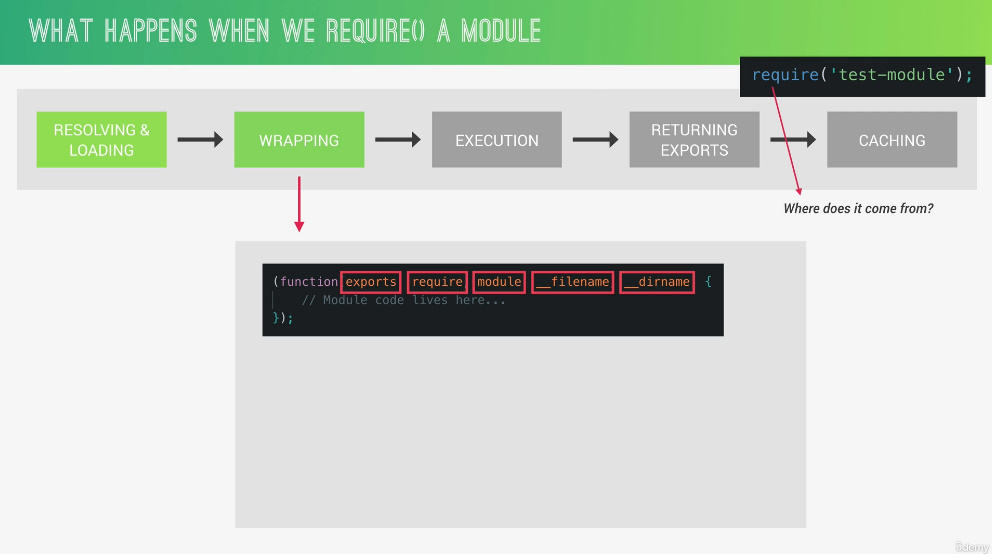 WHAT HAPPENS WHEN WE REQUIRE() A MODULE
require('test-module');
RESOLVING &
LOADING
WRAPPING
EXECUTION
RETURNING
EXPORTS
CACHING
Where does it come from?
(function exports require, module __filename __dirname {
// Module code lives here...
});
ûdemy